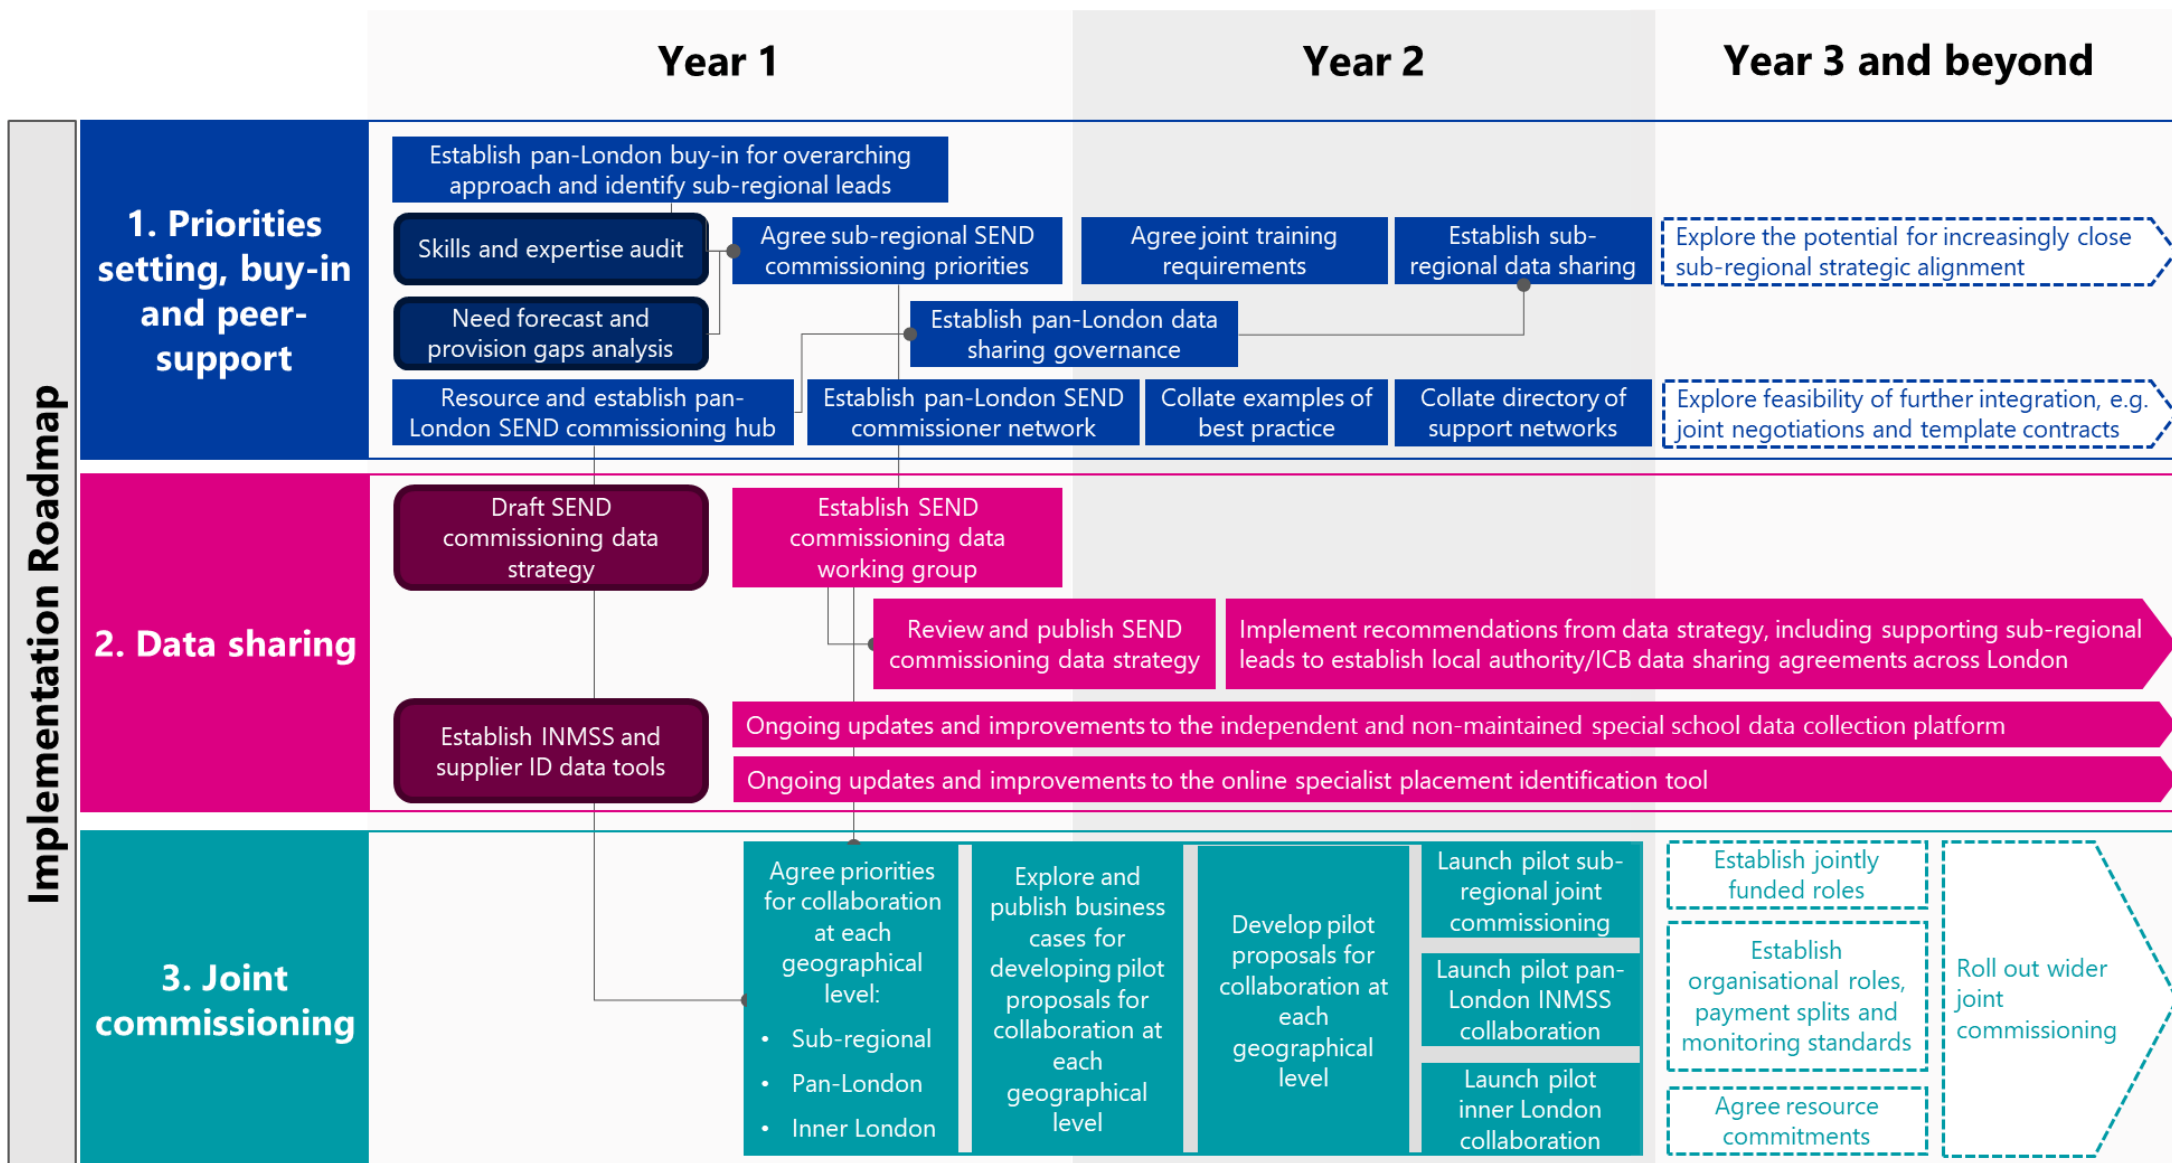 Year 1
Year 2
Year 3 and beyond
Implementation Roadmap
1. Priorities
setting, buy-in
and peer-
support
Establish pan-London buy-in for overarching
approach and identify sub-regional leads
Skills and expertise audit
Agree sub-regional SEND
commissioning priorities
Agree joint training
requirements
Establish sub-
regional data sharing
Explore the potential for increasingly close
sub-regional strategic alignment
Need forecast and
provision gaps analysis
Establish pan-London data
sharing governance
Resource and establish pan-
London SEND commissioning hub
Establish pan-London SEND
commissioner network
Collate examples of
best practice
Collate directory of
support networks
Explore feasibility of further integration, e.g.
joint negotiations and template contracts
2. Data sharing
Draft SEND
commissioning data
strategy
Establish SEND
commissioning data
working group
Review and publish SEND
commissioning data strategy
Implement recommendations from data strategy, including supporting sub-regional
leads to establish local authority/ICB data sharing agreements across London
Establish INMSS and
supplier ID data tools
Ongoing updates and improvements to the independent and non-maintained special school data collection platform
Ongoing updates and improvements to the online specialist placement identification tool
3. Joint
commissioning
Agree priorities
for collaboration
at each
geographical
level:
• Sub-regional
• Pan-London
• Inner London
Explore and
publish business
cases for
developing pilot
proposals for
collaboration at
each
geographical
level
Develop pilot
proposals for
collaboration at
each
geographical
level
Launch pilot sub-
regional joint
commissioning
Launch pilot pan-
London INMSS
collaboration
Launch pilot
inner London
collaboration
Establish jointly
funded roles
Establish
organisational roles,
payment splits and
monitoring standards
Agree resource
commitments
Roll out wider
joint
commissioning